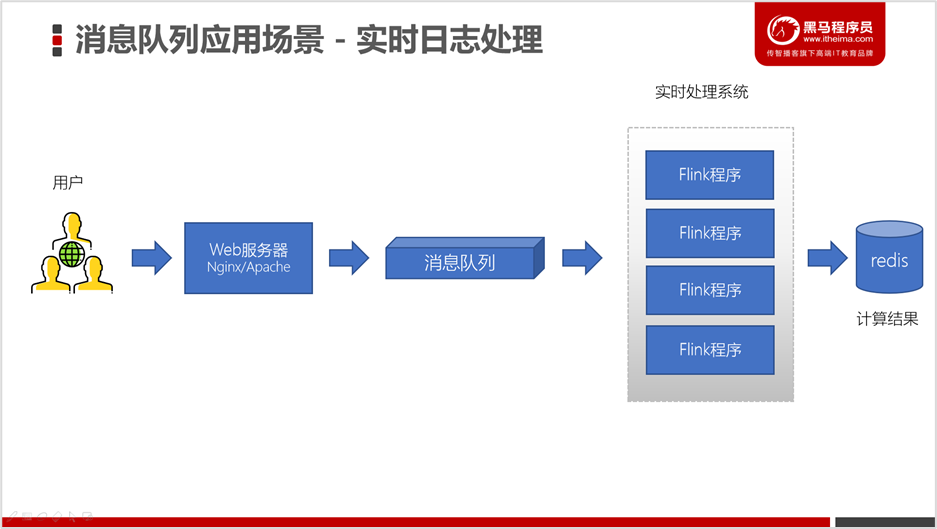 消息队列应用场景 - 实时日志处理
黑马程序员
www.itheima.com
传智播客旗下高端IT教育品牌
实时处理系统
用户
Web服务器
Nginx/Apache
消息队列
Flink程序
Flink程序
Flink程序
Flink程序
redis
计算结果